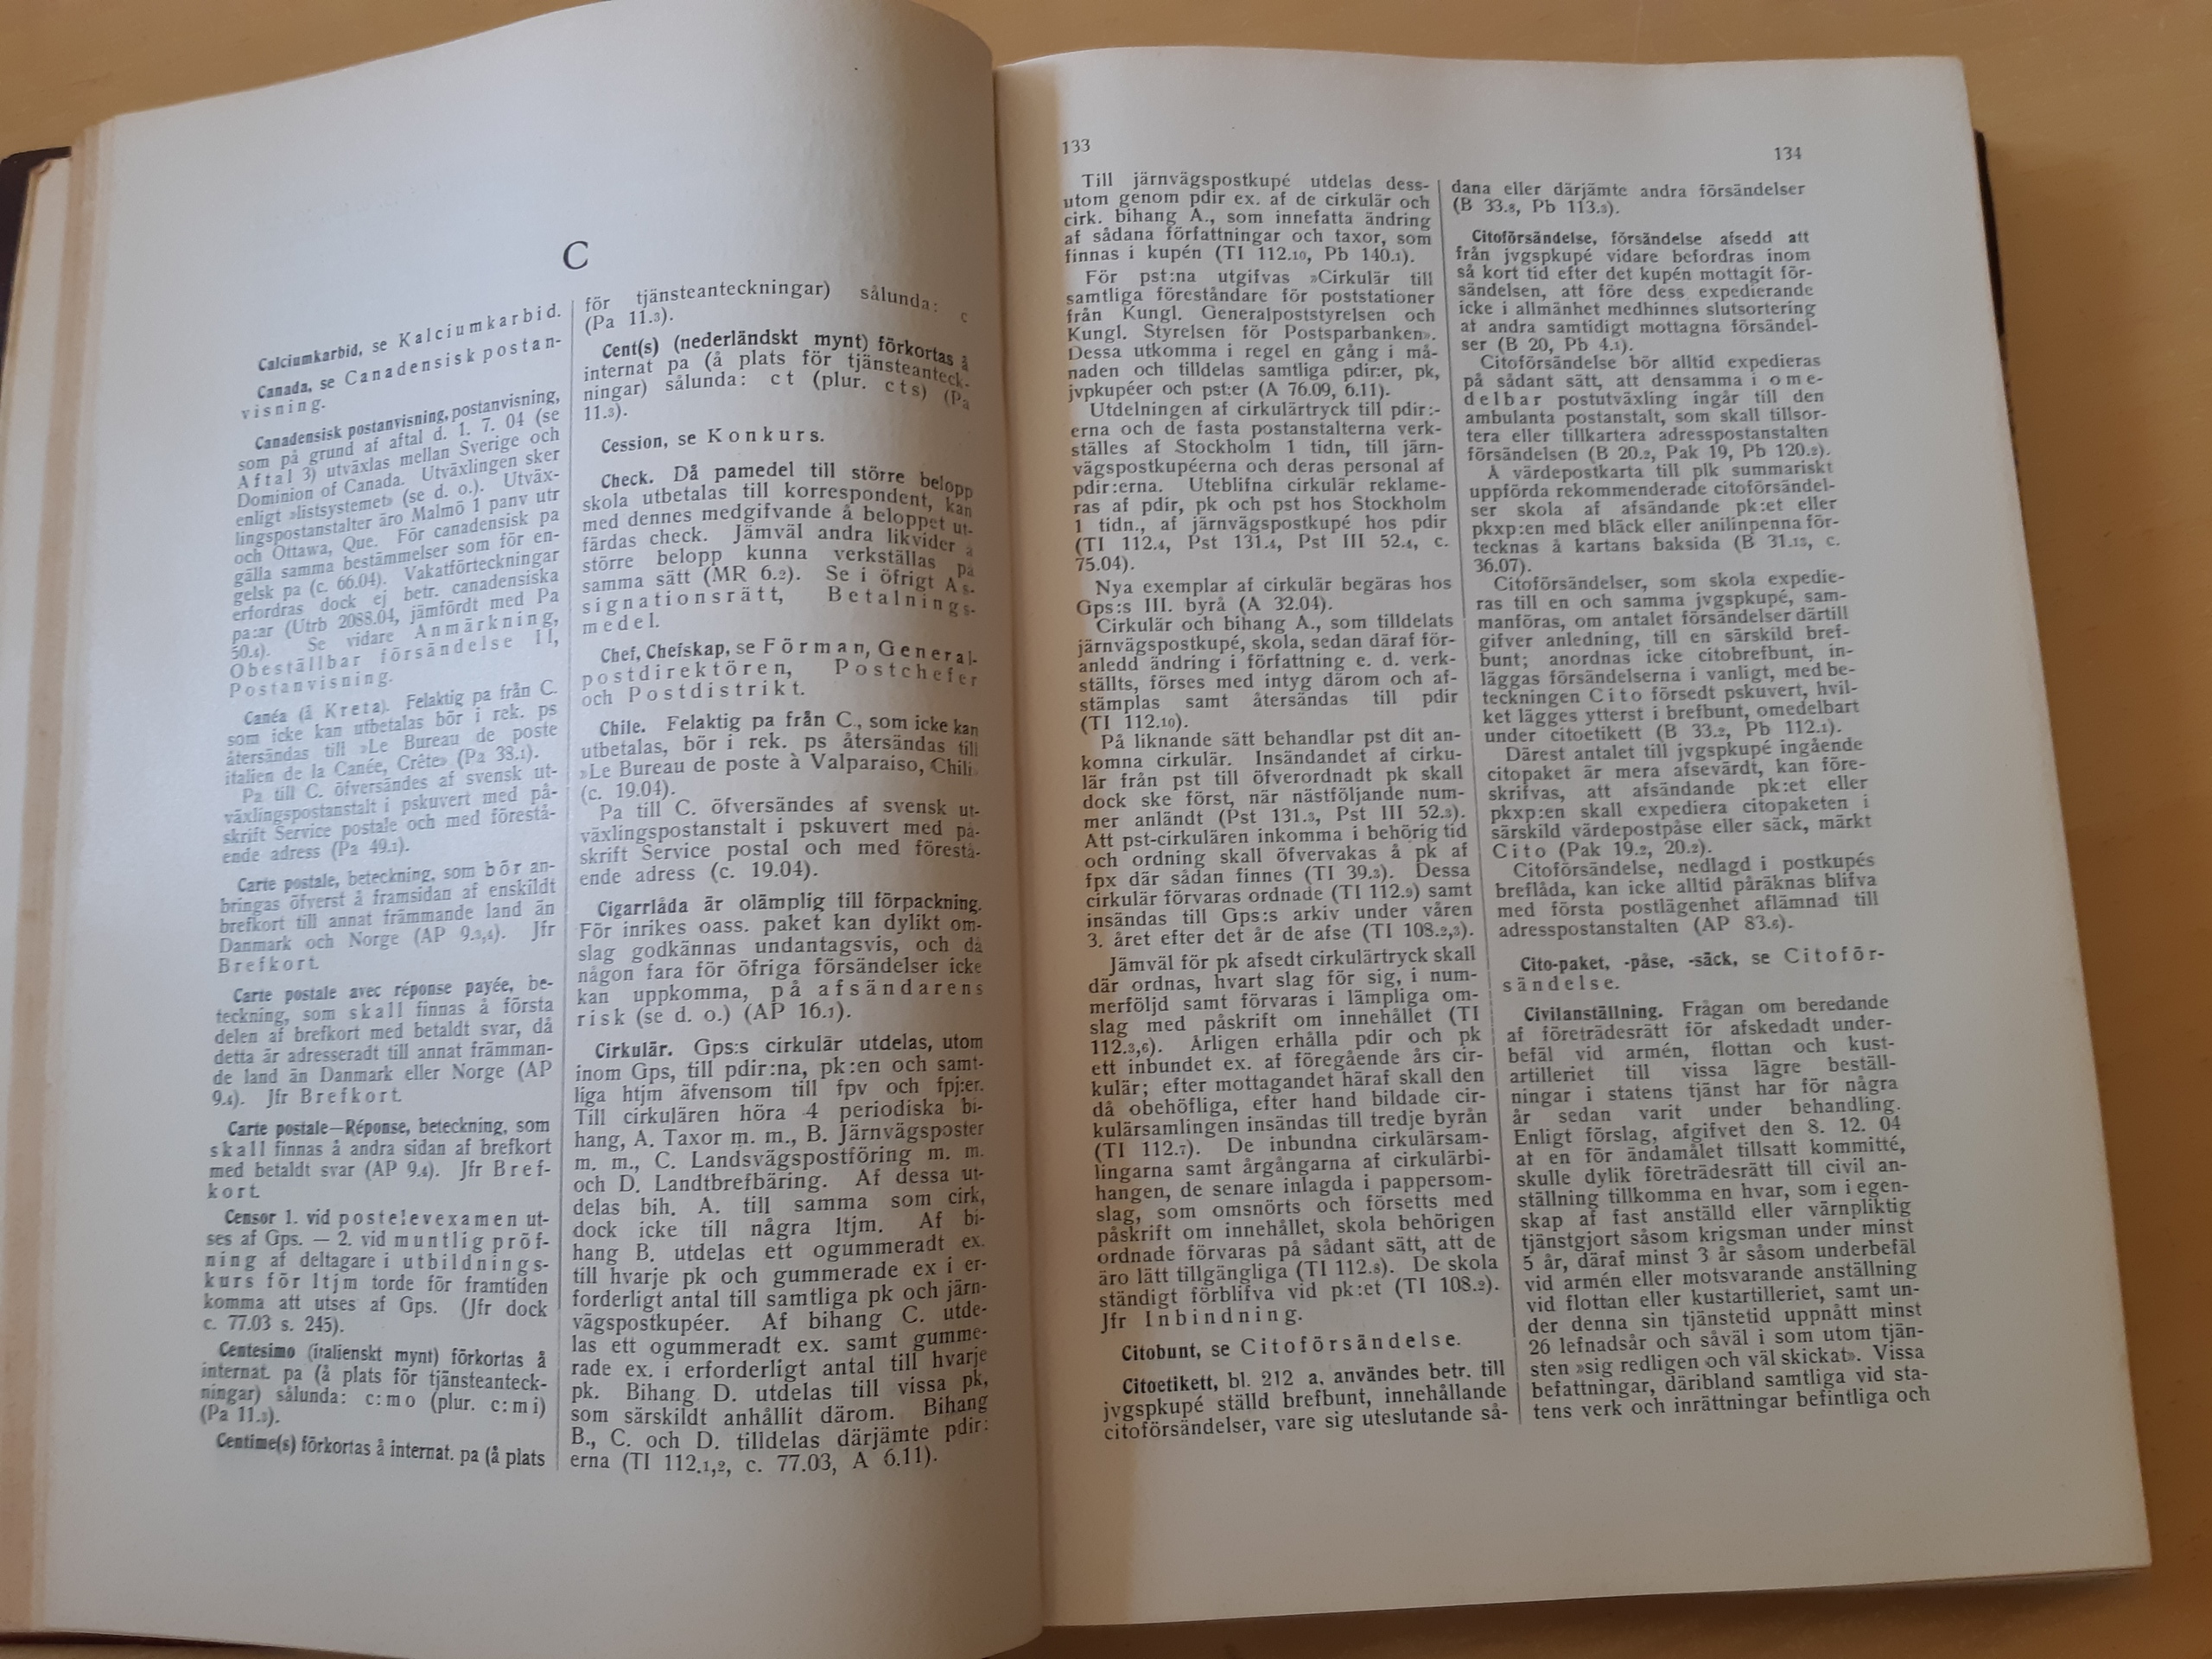 C
Calciumkarbid, se Kalciumkarbid.
Canada, se Canadensisk postan-
visning.
Canadensisk postanvisning, postanvisning,
som på grund af aftal d. 1. 7. 04 (se
Aftal 3) utväxlas mellan Sverige och
Dominion of Canada. Utväxlingen sker
enligt »listsystemet» (se d. o.). Utväx-
lingspostanstalter äro Malmö 1 panv utr
och Ottawa, Que. För canadensisk pa
gälla samma bestämmelser som för en-
gelsk pa (c. 66.04). Vakatförteckningar
erfordras dock ej betr. canadensiska
pa:ar (Utrb 2088.04, jämfördt med Pa
50.4). Se vidare Anmärkning,
Obeställbar försändelse II,
Postanvisning.
Canéa (å Kreta). Felaktig pa från C.
som icke kan utbetalas bör i rek. ps
återsändas till »Le Bureau de poste
italien de la Canée, Crête» (Pa 33.1).
Pa till C. öfversändes af svensk ut-
växlingspostanstalt i pskuvert med på-
skrift Service postale och med förestå-
ende adress (Pa 49.1).
Carte postale, beteckning, som bör an-
bringas öfverst å framsidan af enskildt
brefkort till annat främmande land än
Danmark och Norge (AP 9.3,4). Jfr
Brefkort.
Carte postale avec réponse payée, be-
teckning, som skall finnas å första
delen af brefkort med betaldt svar, då
detta är adresseradt till annat främman-
de land än Danmark eller Norge (AP
9.4). Jfr Brefkort.
Carte postale—Réponse, beteckning, som
skall finnas å andra sidan af brefkort
med betaldt svar (AP 9.4). Jfr Bref-
kort.
Censor 1. vid postelevexamen ut-
ses af Gps. — 2. vid muntlig pröf-
ning af deltagare i utbildnings-
kurs för ltjm torde för framtiden
komma att utses af Gps. (Jfr dock
c. 77.03 s. 245).
Centesimo (italienskt mynt) förkortas å
internat. pa (å plats för tjänsteanteck-
ningar) sålunda: c:mo (plur. c:mi)
(Pa 11.3).
Centime(s) förkortas å internat. pa (å plats
för tjänsteanteckningar) sålunda: c
(Pa 11.3).
Cent(s) (nederländskt mynt) förkortas å
internat pa (å plats för tjänsteanteck-
ningar) sålunda: ct (plur. cts) (Pa
11.3).
Cession, se Konkurs.
Check. Då pamedel till större belopp
skola utbetalas till korrespondent, kan
med dennes medgifvande å beloppet ut-
färdas check. Jämväl andra likvider å
större belopp kunna verkställas på
samma sätt (MR 6.2). Se i öfrigt As-
signationsrätt, Betalnings-
medel.
Chef, Chefskap, se Förman, General-
postdirektören, Postchefer
och Postdistrikt.
Chile. Felaktig pa från C., som icke kan
utbetalas, bör i rek. ps återsändas till
»Le Bureau de poste à Valparaiso, Chili»
(c. 19.04).
Pa till C. öfversändes af svensk ut-
växlingspostanstalt i pskuvert med på-
skrift Service postal och med förestå-
ende adress (c. 19.04).
Cigarrlåda är olämplig till förpackning.
För inrikes oass. paket kan dylikt om-
slag godkännas undantagsvis, och då
någon fara för öfriga försändelser icke
kan uppkomma, på afsändarens
risk (se d. o.) (AP 16.1).
Cirkulär. Gps:s cirkulär utdelas, utom
inom Gps, till pdir:na, pk:en och samt-
liga htjm äfvensom till fpv och fpj:er.
Till cirkulären höra 4 periodiska bi-
hang, A. Taxor m. m., B. Järnvägsposter
m. m., C. Landsvägspostföring m. m.
och D. Landtbrefbäring. Af dessa ut-
delas bih. A. till samma som cirk,
dock icke till några ltjm. Af bi-
hang B. utdelas ett ogummeradt ex.
till hvarje pk och gummerade ex i er-
forderligt antal till samtliga pk och järn-
vägspostkupéer. Af bihang C. utde-
las ett ogummeradt ex. samt gumme-
rade ex. i erforderligt antal till hvarje
pk. Bihang D. utdelas till vissa pk,
som särskildt anhållit därom. Bihang
B., C. och D. tilldelas därjämte pdir:
erna (TI 112.1,2, c. 77.03, A 6.11).
133
Till järnvägspostkupé utdelas dess-
utom genom pdir ex. af de cirkulär och
cirk. bihang A., som innefatta ändring
af sådana författningar och taxor, som
finnas i kupén (TI 112.10, Pb 140.1).
För pst:na utgifvas »Cirkulär till
samtliga föreståndare för poststationer
från Kungl. Generalpoststyrelsen och
Kungl. Styrelsen för Postsparbanken».
Dessa utkomma i regel en gång i må-
naden och tilldelas samtliga pdir:er, pk,
jvpkupéer och pst:er (A 76.09, 6.11).
Utdelningen af cirkulärtryck till pdir:-
erna och de fasta postanstalterna verk-
ställes af Stockholm 1 tidn, till järn-
vägspostkupéerna och deras personal af
pdir:erna. Uteblifna cirkulär reklame-
ras af pdir, pk och pst hos Stockholm
1 tidn., af järnvägspostkupé hos pdir
(TI 112.4, Pst 131.4, Pst III 52.4, c.
75.04).
Nya exemplar af cirkulär begäras hos
Gps:s III. byrå (A 32.04).
Cirkulär och bihang A., som tilldelats
järnvägspostkupé, skola, sedan däraf för-
anledd ändring i författning e. d. verk-
ställts, förses med intyg därom och af-
stämplas samt återsändas till pdir
(TI 112.10).
På liknande sätt behandlar pst dit an-
komna cirkulär. Insändandet af cirku-
lär från pst till öfverordnadt pk skall
dock ske först, när nästföljande num-
mer anländt (Pst 131.3, Pst III 52.3).
Att pst-cirkulären inkomma i behörig tid
och ordning skall öfvervakas å pk af
fpx där sådan finnes (TI 39.3). Dessa
cirkulär förvaras ordnade (TI 112.9) samt
insändas till Gps:s arkiv under våren
3. året efter det år de afse (TI 108.2,3).
Jämväl för pk afsedt cirkulärtryck skall
där ordnas, hvart slag för sig, i num-
merföljd samt förvaras i lämpliga om-
slag med påskrift om innehållet (TI
112.3,6). Årligen erhålla pdir och pk
ett inbundet ex. af föregående års cir-
kulär; efter mottagandet häraf skall den
då obehöfliga, efter hand bildade cir-
kulärsamlingen insändas till tredje byrån
(TI 112.7). De inbundna cirkulärsam-
lingarna samt årgångarna af cirkulärbi-
hangen, de senare inlagda i pappersom-
slag, som omsnörts och försetts med
påskrift om innehållet, skola behörigen
ordnade förvaras på sådant sätt, att de
äro lätt tillgängliga (TI 112.8). De skola
ständigt förblifva vid pk:et (TI 108.2).
Jfr Inbindning.
Citobunt, se Citoförsändelse.
Citoetikett, bl. 212 a, användes betr. till
jvgspkupé ställd brefbunt, innehållande
citoförsändelser, vare sig uteslutande så-
134
dana eller därjämte andra försändelser
(B 33.8, Pb 113.3).
Citoförsändelse, försändelse afsedd att
från jvgspkupé vidare befordras inom
så kort tid efter det kupén mottagit för-
sändelsen, att före dess expedierande
icke i allmänhet medhinnes slutsortering
af andra samtidigt mottagna försändel-
ser (B 20, Pb 4.1).
Citoförsändelse bör alltid expedieras
på sådant sätt, att densamma i ome-
delbar postutväxling ingår till den
ambulanta postanstalt, som skall tillsor-
tera eller tillkartera adresspostanstalten
försändelsen (B 20.2, Pak 19, Pb 120.2).
Å värdepostkarta till plk summariskt
uppförda rekommenderade citoförsändel-
ser skola af afsändande pk:et eller
pkxp:en med bläck eller anilinpenna för-
tecknas å kartans baksida (B 31.13, c.
36.07).
Citoförsändelser, som skola expedie-
ras till en och samma jvgspkupé, sam-
manföras, om antalet försändelser därtill
gifver anledning, till en särskild bref-
bunt; anordnas icke citobrefbunt, in-
läggas försändelserna i vanligt, med be-
teckningen Cito försedt pskuvert, hvil-
ket lägges ytterst i brefbunt, omedelbart
under citoetikett (B 33.2, Pb 112.1).
Därest antalet till jvgspkupé ingående
citopaket är mera afsevärdt, kan före-
skrifvas, att afsändande pk:et eller
pkxp:en skall expediera citopaketen i
särskild värdepostpåse eller säck, märkt
Cito (Pak 19.2, 20.2).
Citoförsändelse, nedlagd i postkupés
breflåda, kan icke alltid påräknas blifva
med första postlägenhet aflämnad till
adresspostanstalten (AP 83.6).
Cito-paket, -påse, -säck, se Citoför-
sändelse.
Civilanställning. Frågan om beredande
af företrädesrätt för afskedadt under-
befäl vid armén, flottan och kust-
artilleriet till vissa lägre beställ-
ningar i statens tjänst har för några
år sedan varit under behandling.
Enligt förslag, afgifvet den 8. 12. 04
at en för ändamålet tillsatt kommitté,
skulle dylik företrädesrätt till civil an-
ställning tillkomma en hvar, som i egen-
skap af fast anställd eller värnpliktig
tjänstgjort såsom krigsman under minst
5 år, däraf minst 3 år såsom underbefäl
vid armén eller motsvarande anställning
vid flottan eller kustartilleriet, samt un-
der denna sin tjänstetid uppnått minst
26 lefnadsår och såväl i som utom tjän-
sten »sig redligen och väl skickat». Vissa
befattningar, däribland samtliga vid sta-
tens verk och inrättningar befintliga och